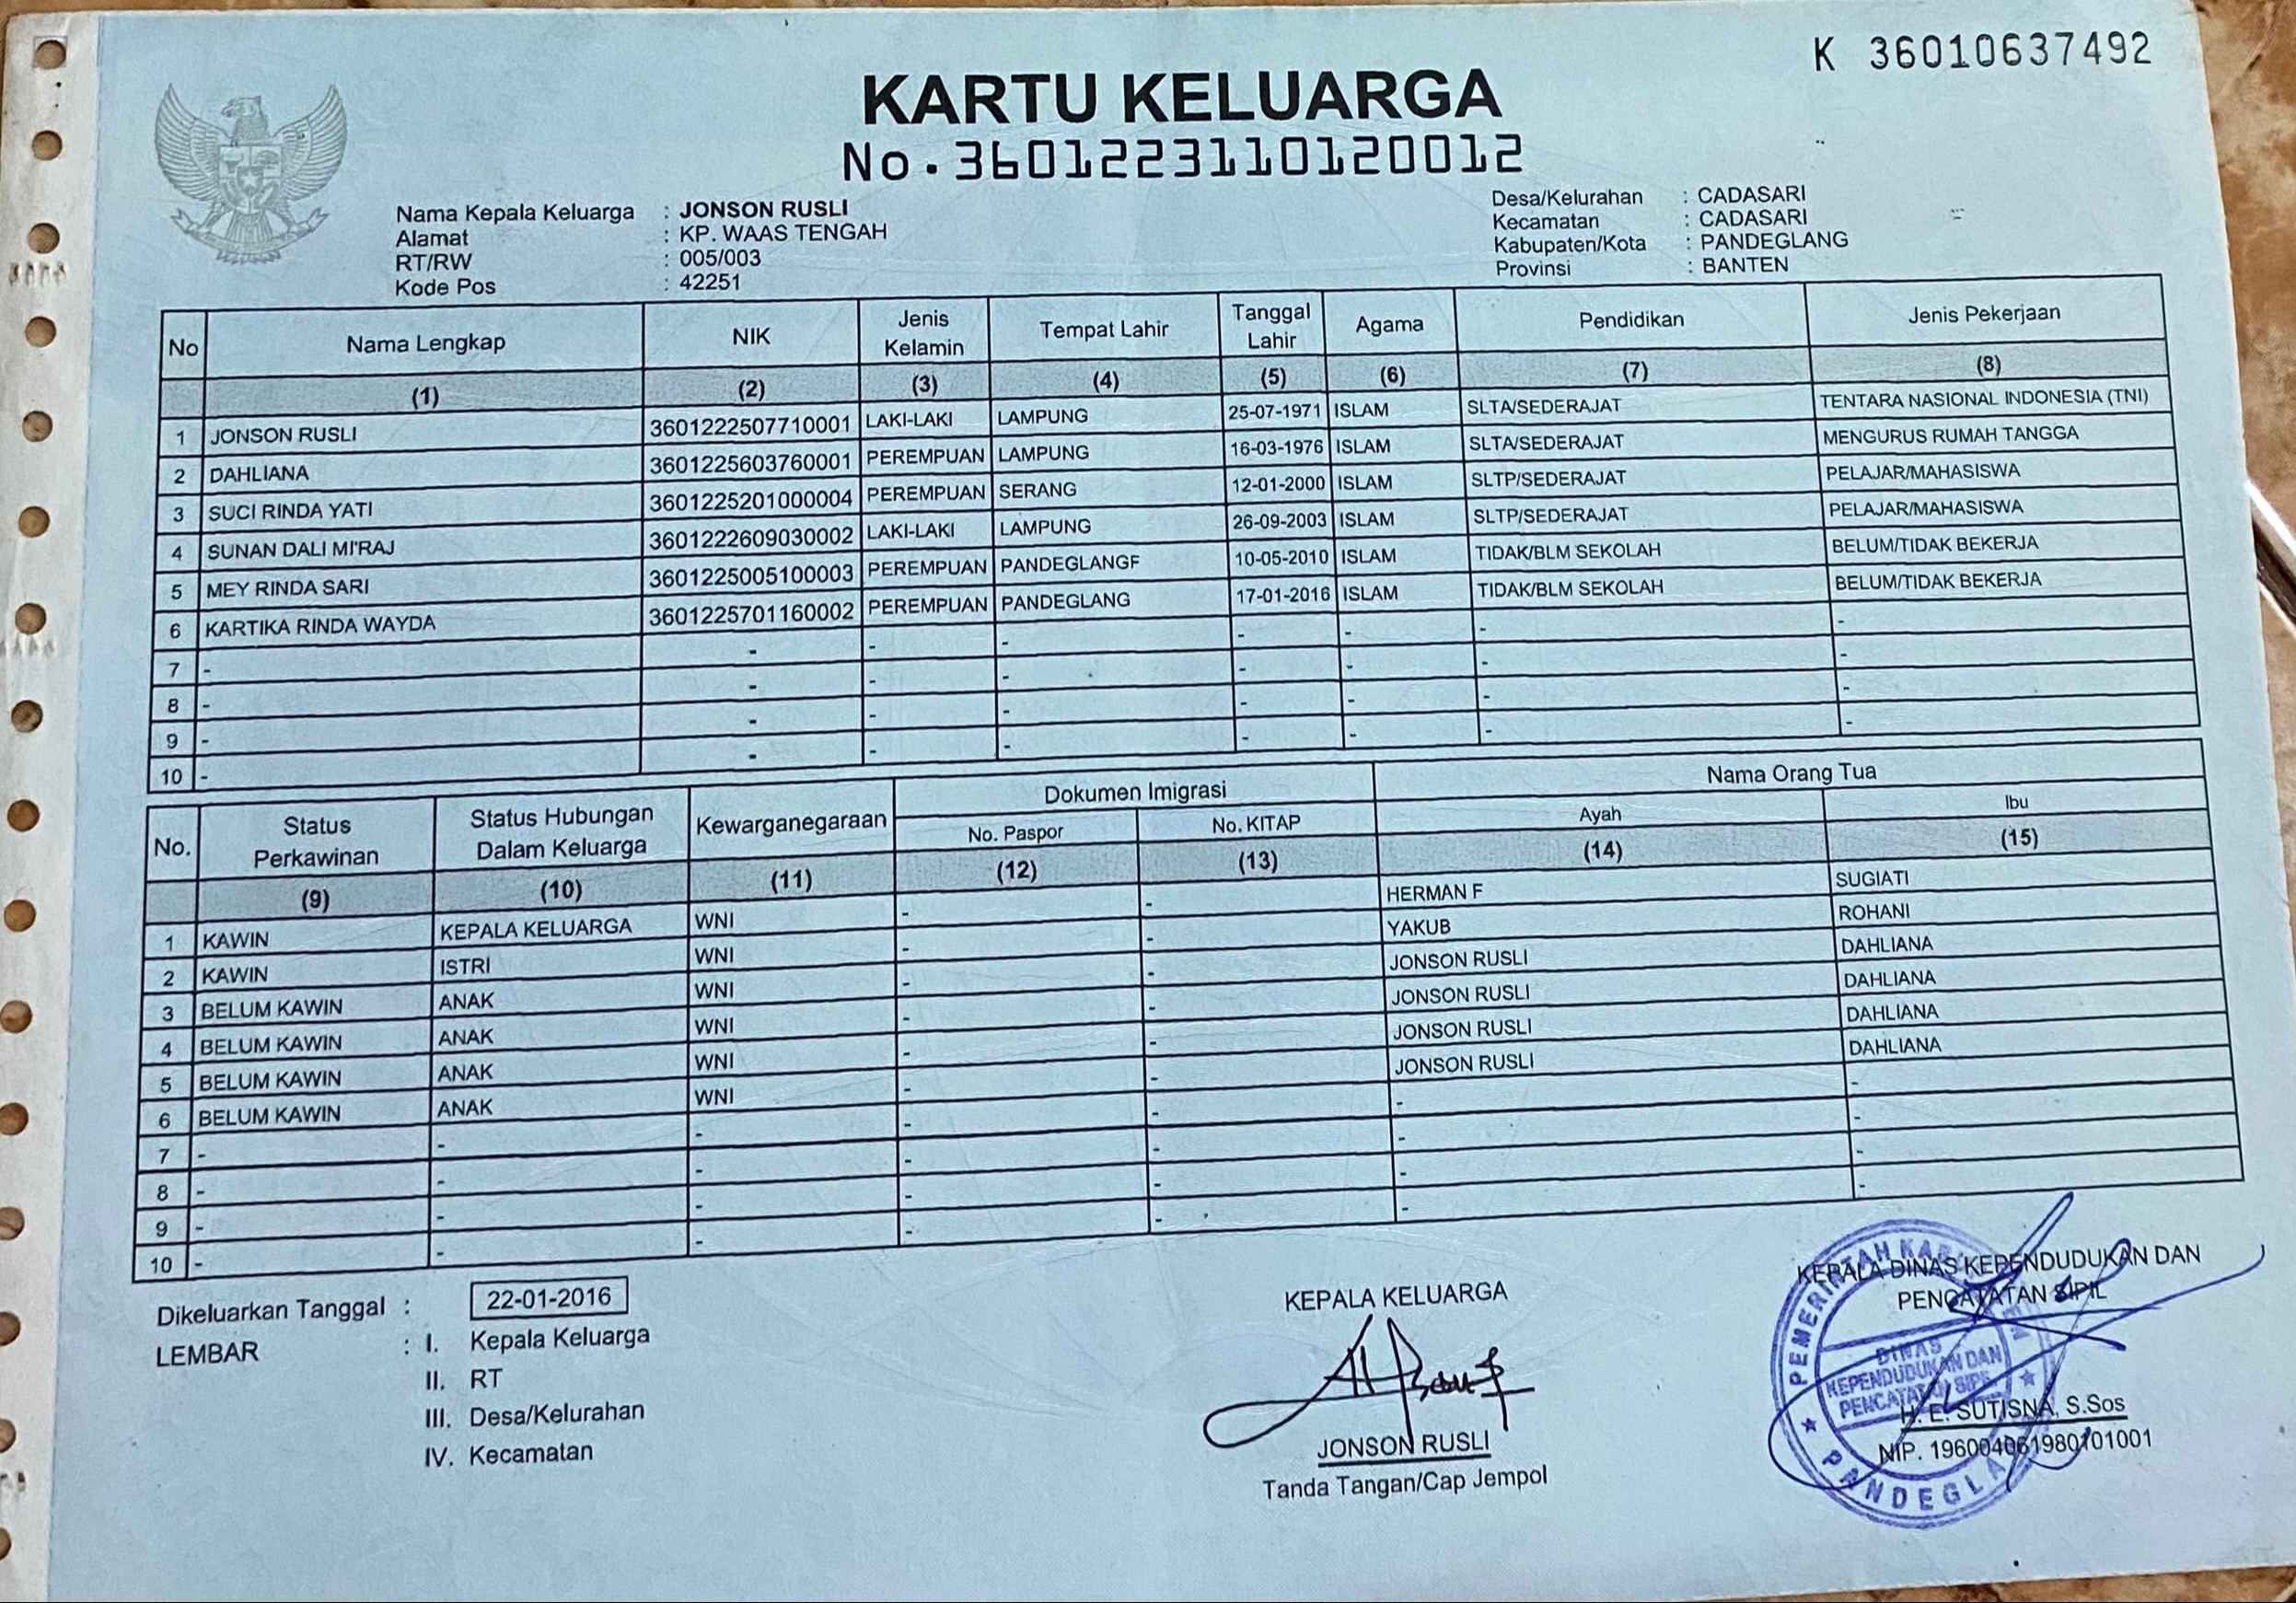 K 36010637492
KARTU KELUARGA
No.3601223110120012
Nama Kepala Keluarga : JONSON RUSLI
Alamat : KP. WAAS TENGAH
RT/RW : 005/003
Kode Pos : 42251
Desa/Kelurahan : CADASARI
Kecamatan : CADASARI
Kabupaten/Kota : PANDEGLANG
Provinsi : BANTEN
No Nama Lengkap NIK Jenis Kelamin Tempat Lahir Tanggal Lahir Agama Pendidikan Jenis Pekerjaan
(1) (2) (3) (4) (5) (6) (7) (8)
1 JONSON RUSLI 3601222507710001 LAKI-LAKI LAMPUNG 25-07-1971 ISLAM SLTA/SEDERAJAT TENTARA NASIONAL INDONESIA (TNI)
2 DAHLIANA 3601225603760001 PEREMPUAN LAMPUNG 16-03-1976 ISLAM SLTA/SEDERAJAT MENGURUS RUMAH TANGGA
3 SUCI RINDA YATI 3601225201000004 PEREMPUAN SERANG 12-01-2000 ISLAM SLTP/SEDERAJAT PELAJAR/MAHASISWA
4 SUNAN DALI MI'RAJ 3601222609030002 LAKI-LAKI LAMPUNG 26-09-2003 ISLAM SLTP/SEDERAJAT PELAJAR/MAHASISWA
5 MEY RINDA SARI 3601225005100003 PEREMPUAN PANDEGLANGF 10-05-2010 ISLAM TIDAK/BLM SEKOLAH BELUM/TIDAK BEKERJA
6 KARTIKA RINDA WAYDA 3601225701160002 PEREMPUAN PANDEGLANG 17-01-2016 ISLAM TIDAK/BLM SEKOLAH BELUM/TIDAK BEKERJA
7 - - - - - - - -
8 - - - - - - - -
9 - - - - - - - -
10 - - - - - - - -
No. Status Perkawinan Status Hubungan Dalam Keluarga Kewarganegaraan Dokumen Imigrasi Nama Orang Tua
No. Paspor No. KITAP Ayah Ibu
(9) (10) (11) (12) (13) (14) (15)
1 KAWIN KEPALA KELUARGA WNI - - HERMAN F SUGIATI
2 KAWIN ISTRI WNI - - YAKUB ROHANI
3 BELUM KAWIN ANAK WNI - - JONSON RUSLI DAHLIANA
4 BELUM KAWIN ANAK WNI - - JONSON RUSLI DAHLIANA
5 BELUM KAWIN ANAK WNI - - JONSON RUSLI DAHLIANA
6 BELUM KAWIN ANAK WNI - - JONSON RUSLI DAHLIANA
7 - - - - - - -
8 - - - - - - -
9 - - - - - - -
10 - - - - - - -
Dikeluarkan Tanggal : 22-01-2016
LEMBAR : I. Kepala Keluarga
II. RT
III. Desa/Kelurahan
IV. Kecamatan
KEPALA KELUARGA
JONSON RUSLI
Tanda Tangan/Cap Jempol
KEPALA DINAS KEPENDUDUKAN DAN
PENCATATAN SIPIL
PEMERINTAH
DINAS
KEPENDUDUKAN DAN
PENCATATAN SIPIL
H. E. SUTISNA, S.Sos
NIP. 196004061980101001
PANDEGLANG